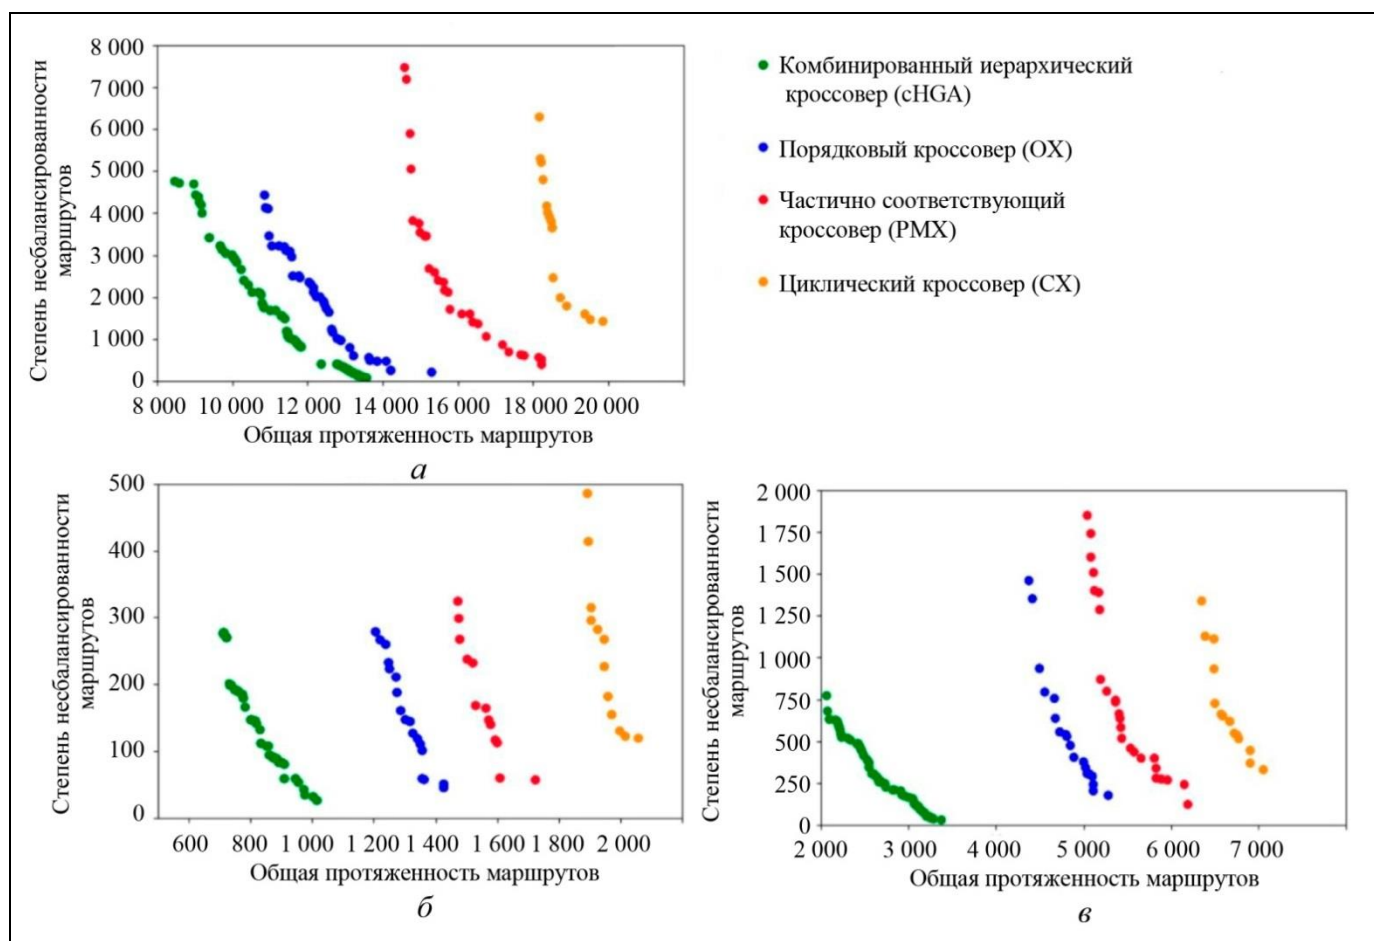 8 000
7 000
6 000
5 000
4 000
3 000
2 000
1 000
0
Степень несбалансированности
маршрутов
8 000 10 000 12 000 14 000 16 000 18 000 20 000
Общая протяженность маршрутов
а
Комбинированный иерархический
кроссовер (cHGA)
Порядковый кроссовер (OX)
Частично соответствующий
кроссовер (PMX)
Циклический кроссовер (CX)
500
400
300
200
100
0
Степень несбалансированности
маршрутов
600 800 1 000 1 200 1 400 1 600 1 800 2 000
Общая протяженность маршрутов
б
2 000
1 750
1 500
1 250
1 000
750
500
250
0
Степень несбалансированности
маршрутов
2 000 3 000 4 000 5 000 6 000 7 000
Общая протяженность маршрутов
в